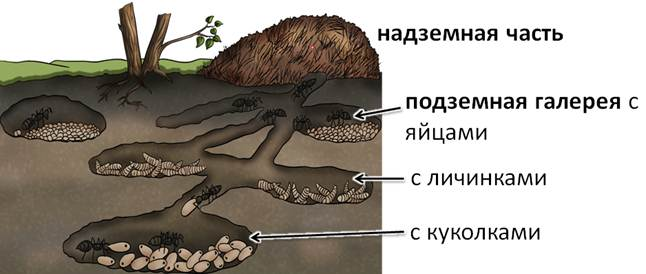 надземная часть
подземная галерея с
яйцами
с личинками
с куколками